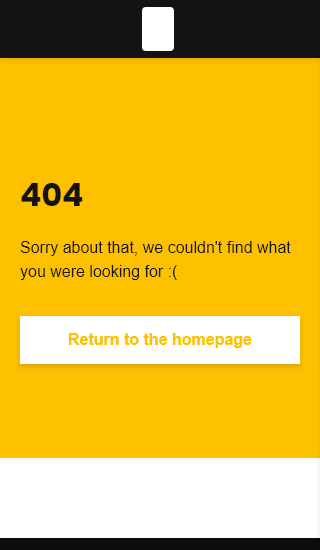 404
Sorry about that, we couldn't find what
you were looking for :(
Return to the homepage